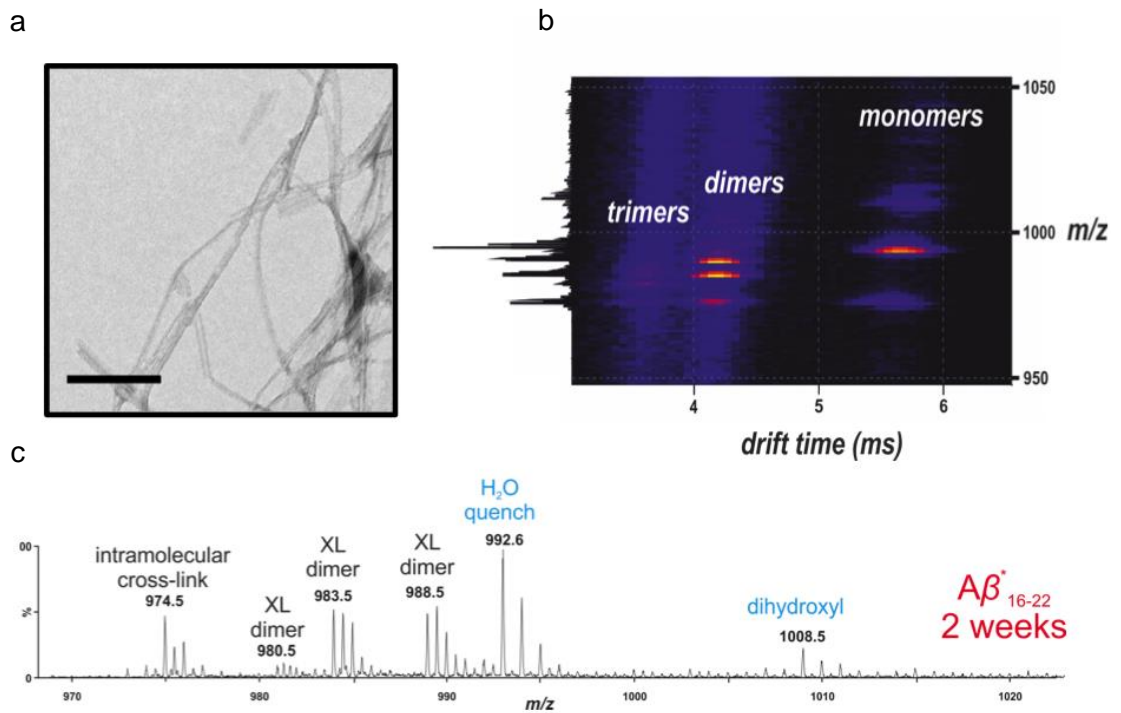 a
b
1050
monomers
dimers
trimers
1000
m/z
950
4 5 6
drift time (ms)
c
H₂O
quench
992.6
00
intramolecular
cross-link
974.5
XL
dimer
983.5
XL
dimer
988.5
XL
dimer
980.5
%
dihydroxyl
1008.5
Aβ*16-22
2 weeks
0
970 980 990 1000 1010 1020
m/z